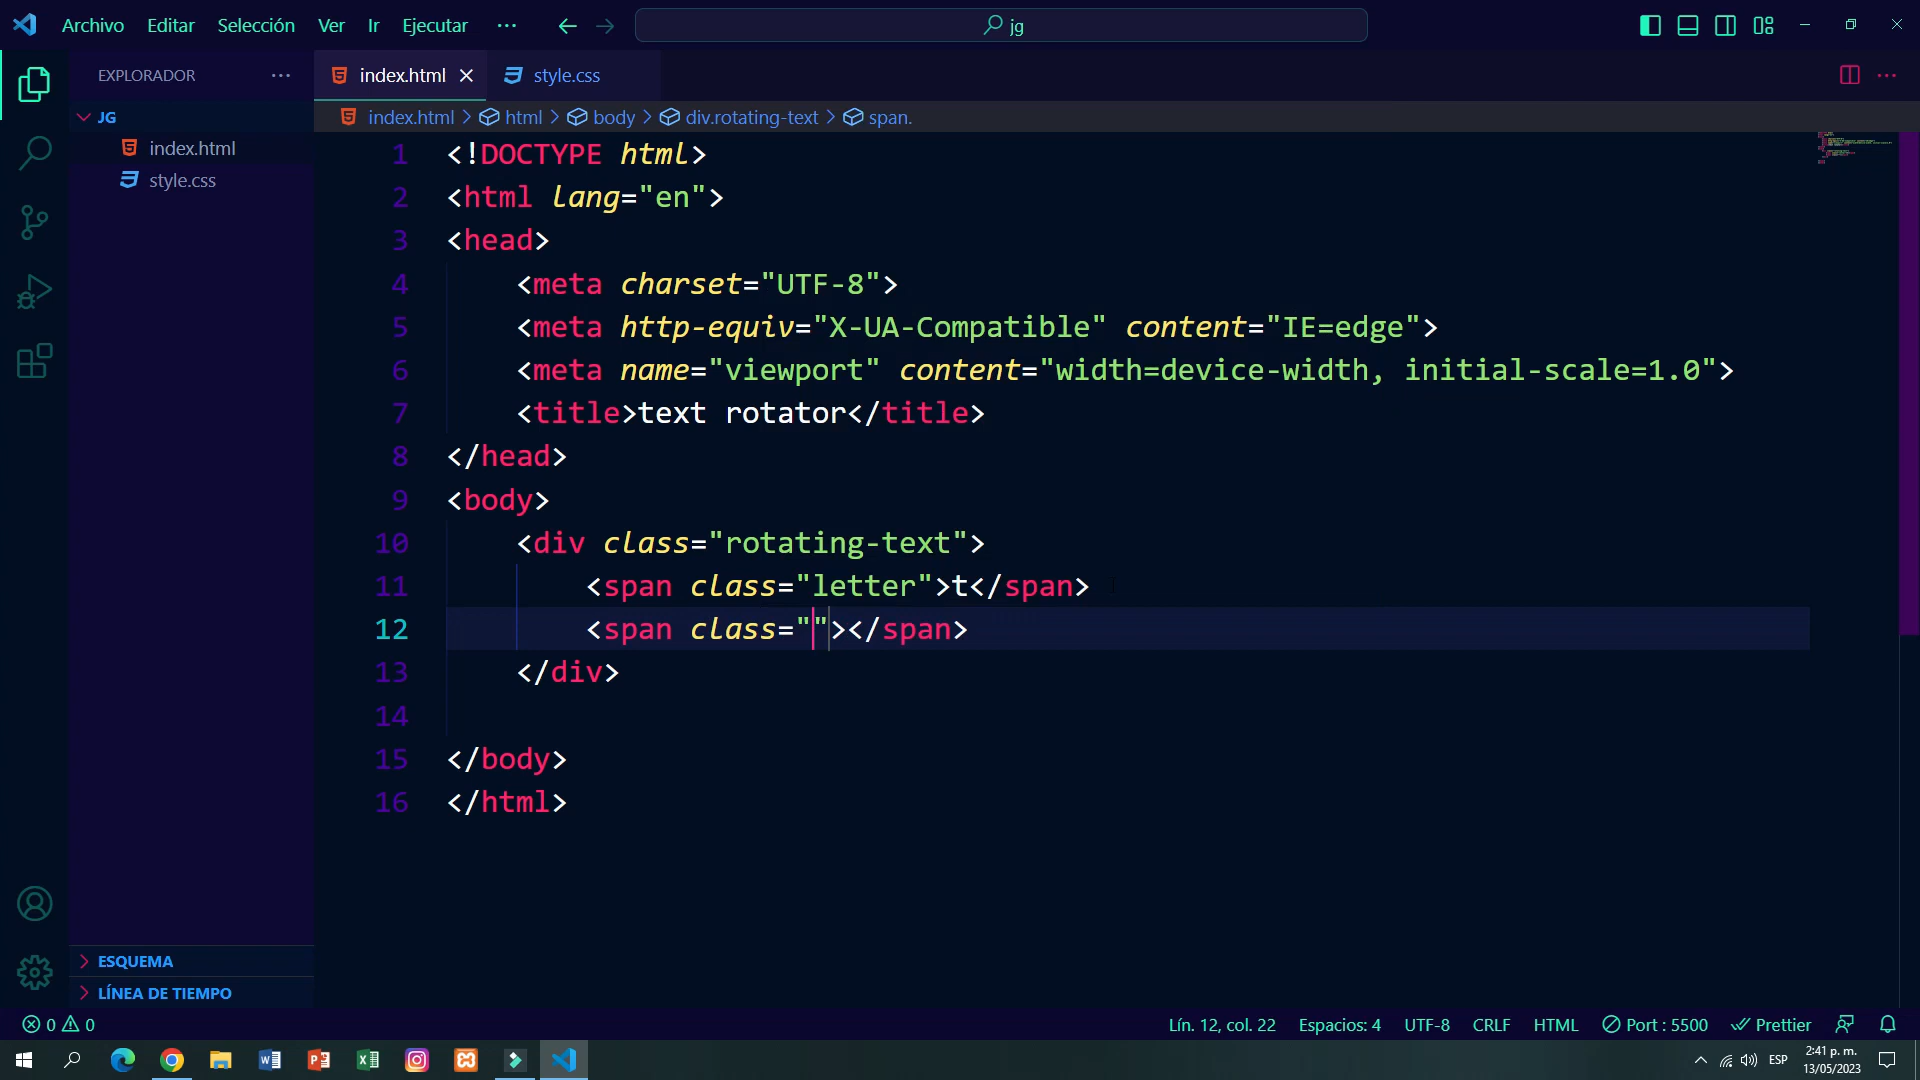 Archivo Editar Selección Ver Ir Ejecutar ··· jg
EXPLORADOR ···
index.html style.css
JG
index.html
style.css
index.html > html > body > div.rotating-text > span.
1 <!DOCTYPE html>
2 <html lang="en">
3 <head>
4 <meta charset="UTF-8">
5 <meta http-equiv="X-UA-Compatible" content="IE=edge">
6 <meta name="viewport" content="width=device-width, initial-scale=1.0">
7 <title>text rotator</title>
8 </head>
9 <body>
10 <div class="rotating-text">
11 <span class="letter">t</span>
12 <span class=""></span>
13 </div>
14
15 </body>
16 </html>
ESQUEMA
LÍNEA DE TIEMPO
0 0 Lín. 12, col. 22 Espacios: 4 UTF-8 CRLF HTML Port : 5500 Prettier
ESP 2:41 p. m.
13/05/2023